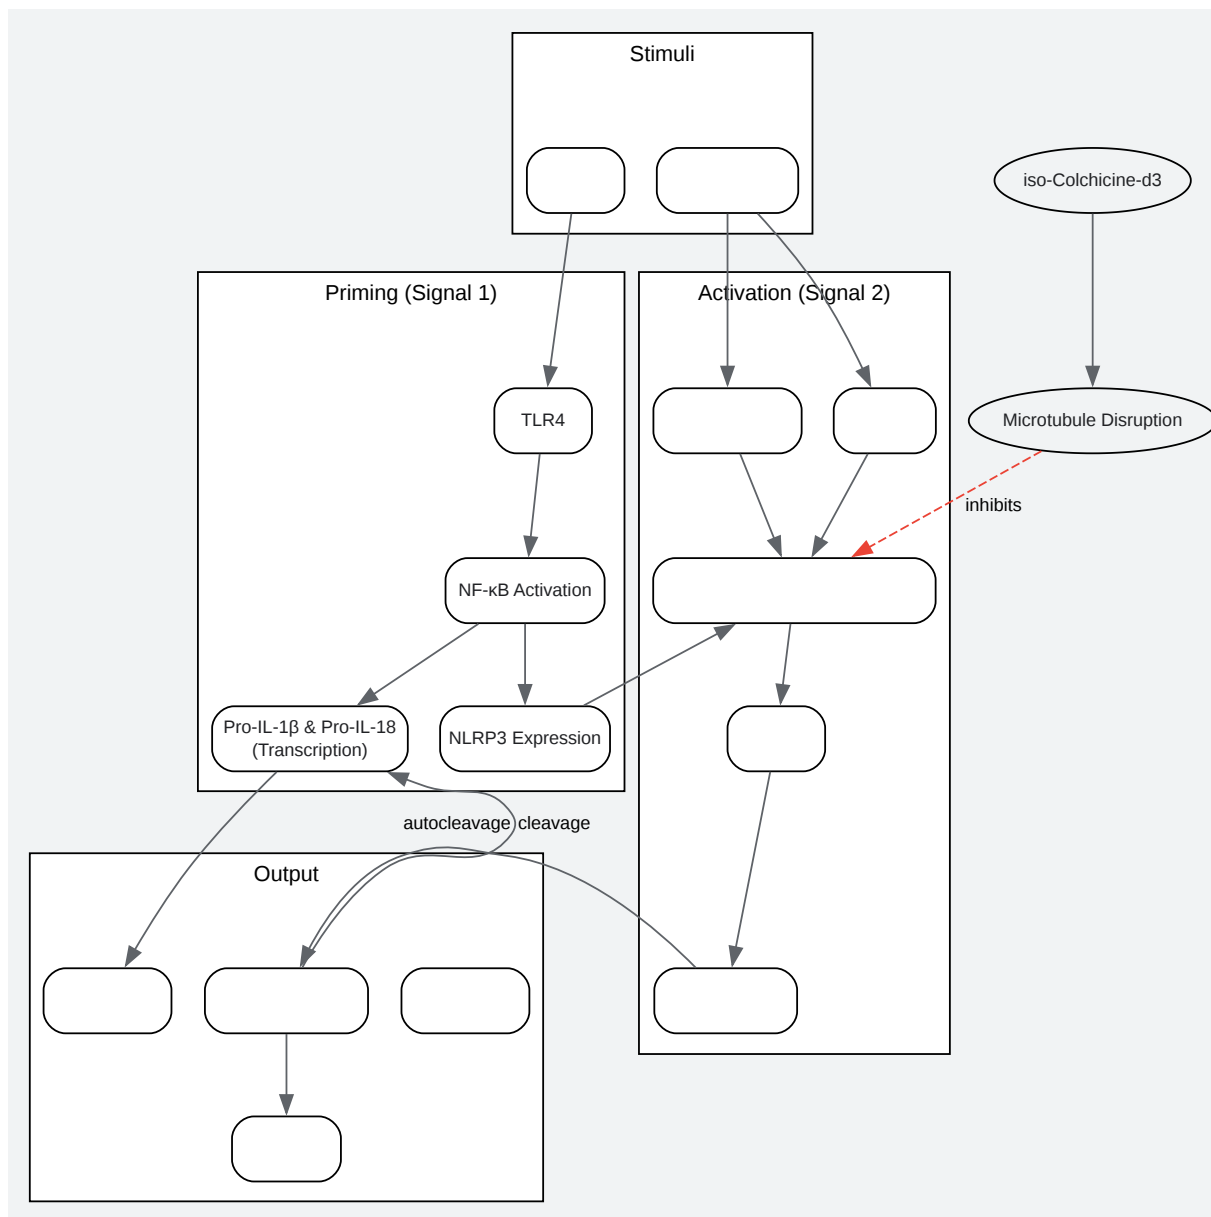 Stimuli
iso-Colchicine-d3
Priming (Signal 1)
Activation (Signal 2)
TLR4
Microtubule Disruption
inhibits
NF-κB Activation
Pro-IL-1β & Pro-IL-18
(Transcription)
NLRP3 Expression
autocleavage
cleavage
Output